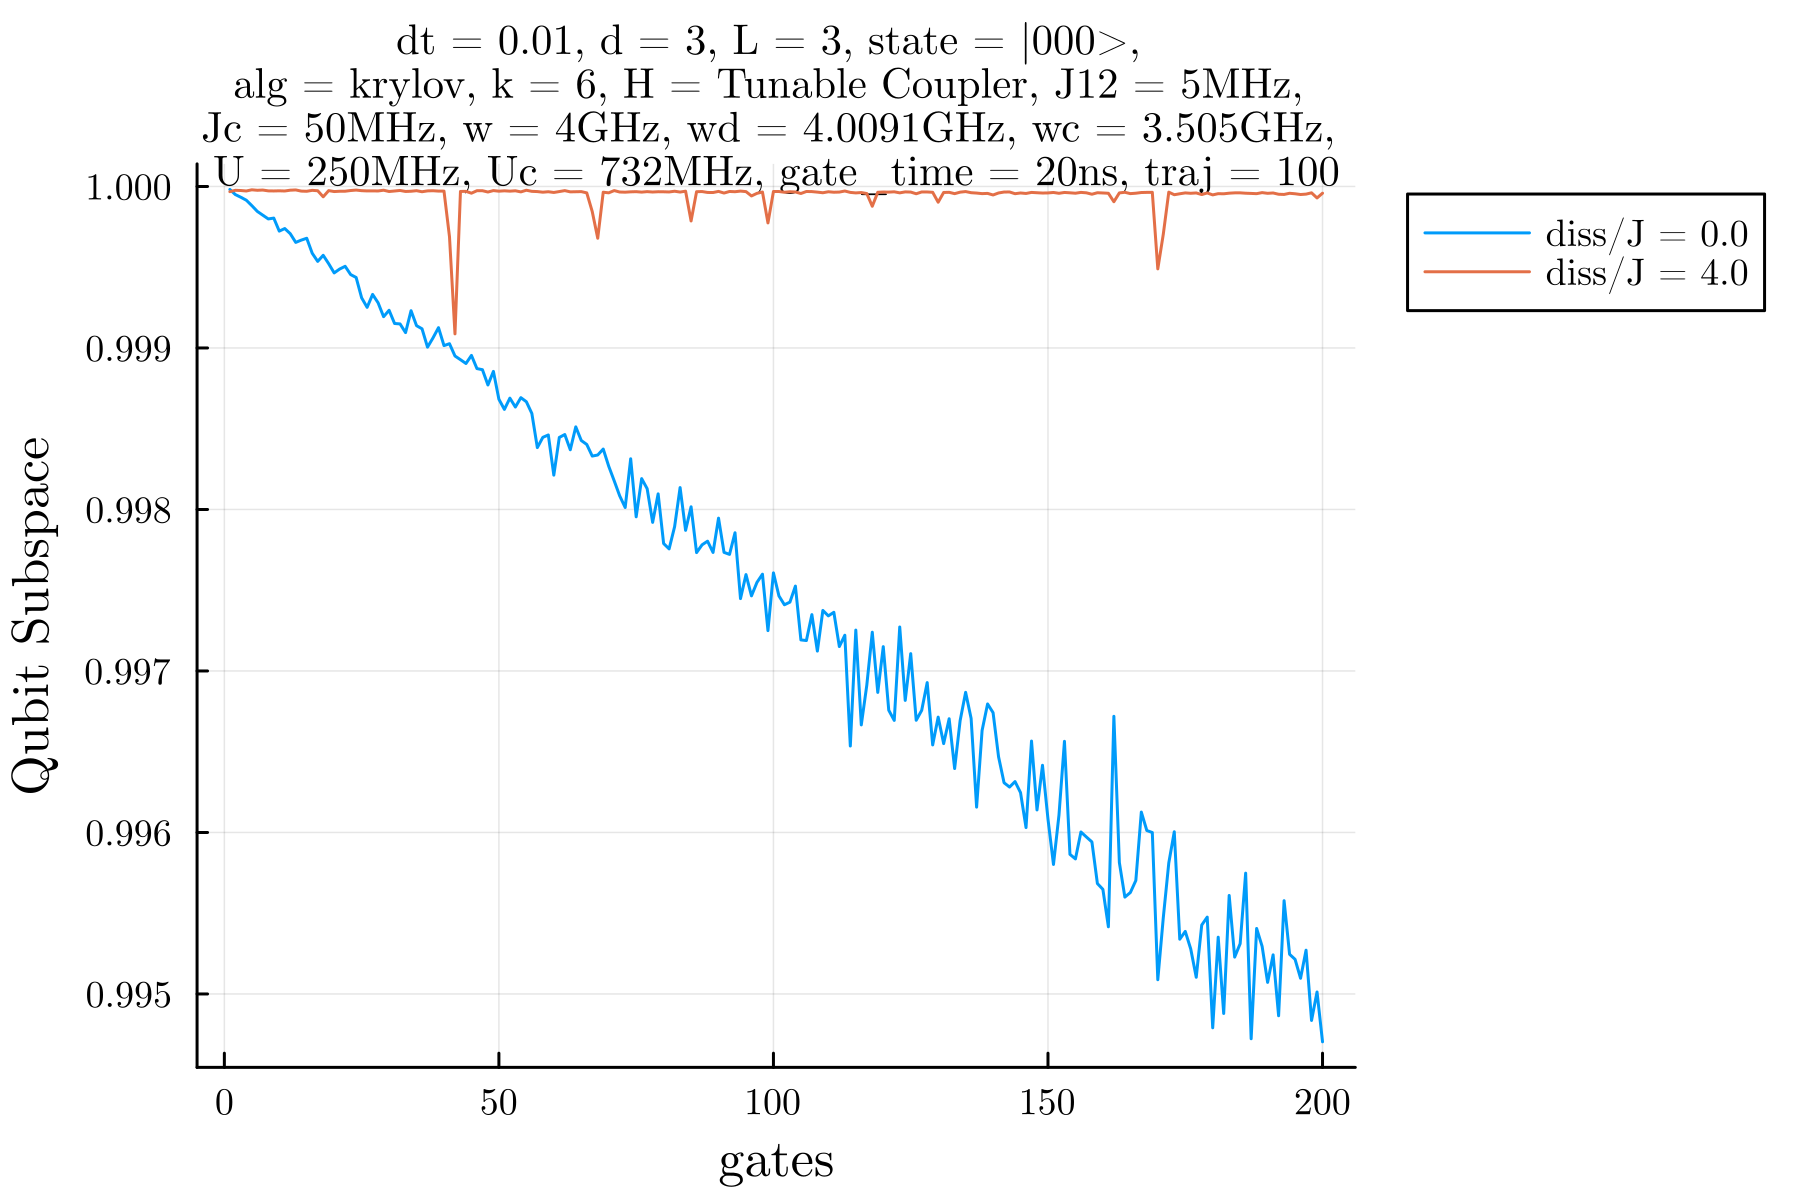 dt = 0.01, d = 3, L = 3, state = |000>,
alg = krylov, k = 6, H = Tunable Coupler, J12 = 5MHz,
Jc = 50MHz, w = 4GHz, wd = 4.0091GHz, wc = 3.505GHz,
U = 250MHz, Uc = 732MHz, gate_time = 20ns, traj = 100
1.000
0.999
0.998
0.997
0.996
0.995
Qubit Subspace
0 50 100 150 200
gates
diss/J = 0.0
diss/J = 4.0